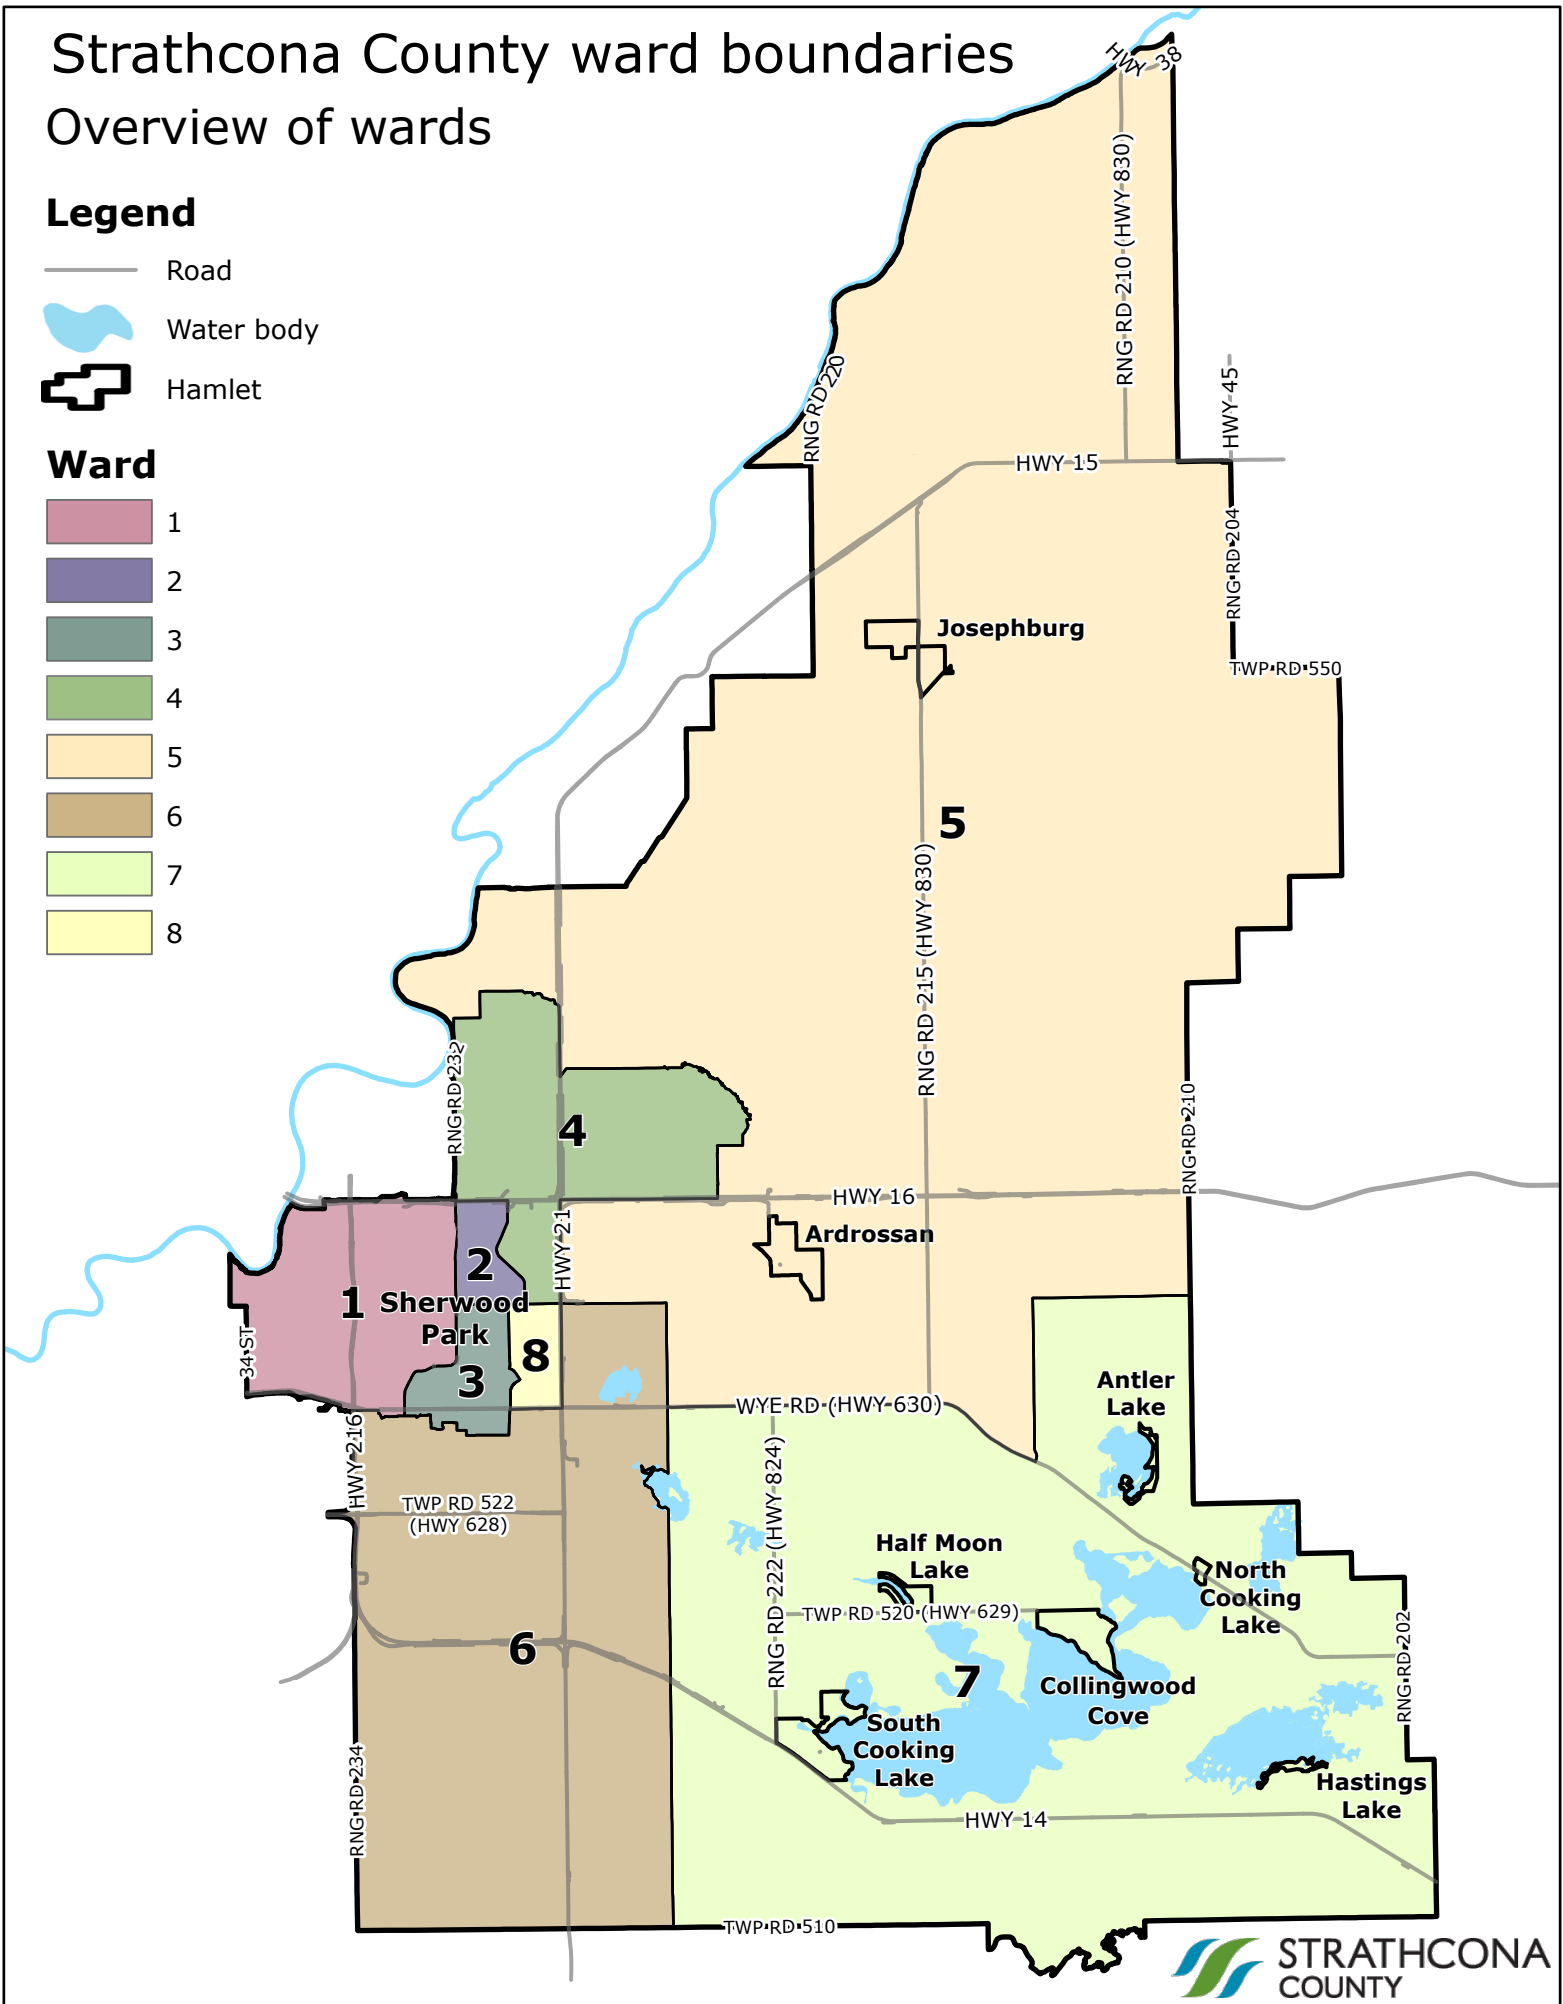 Strathcona County ward boundaries
Overview of wards
Legend
Road
Water body
Hamlet
Ward
1
2
3
4
5
6
7
8
HWY 38
RNG RD 210 (HWY 830)
RNG RD 220
HWY 45
HWY 15
RNG RD 204
Josephburg
TWP RD 550
5
RNG RD 215 (HWY 830)
RNG RD 232
RNG RD 210
4
HWY 16
HWY 21
Ardrossan
2
1
Sherwood
Park
34 ST
8
3
Antler
Lake
WYE RD (HWY 630)
HWY 216
RNG RD 222 (HWY 824)
TWP RD 522
(HWY 628)
Half Moon
Lake
North
Cooking
Lake
TWP RD 520 (HWY 629)
RNG RD 202
6
7
Collingwood
Cove
South
Cooking
Lake
RNG RD 234
Hastings
Lake
HWY 14
TWP RD 510
STRATHCONA
COUNTY